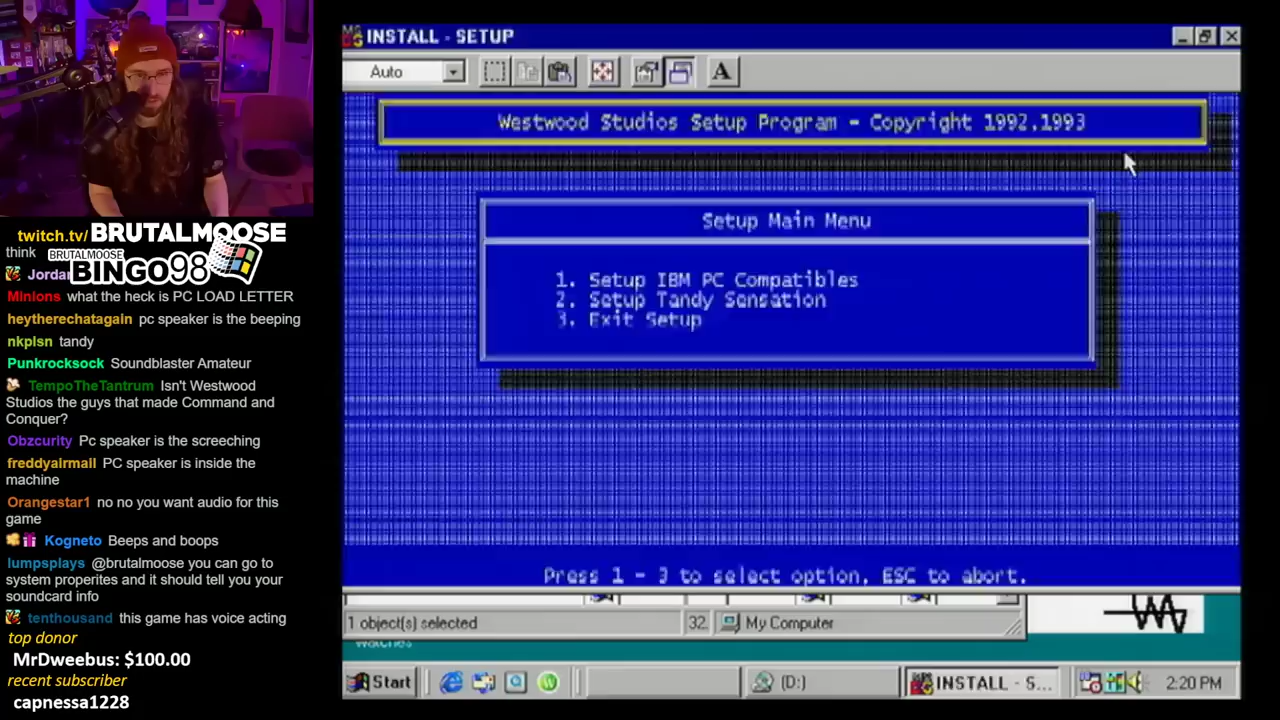 INSTALL - SETUP
Auto
A
Westwood Studios Setup Program - Copyright 1992,1993
Setup Main Menu
1. Setup IBM PC Compatibles
2. Setup Tandy Sensation
3. Exit Setup
Press 1 - 3 to select option, ESC to abort.
1 object(s) selected
32.
My Computer
watches
Start
(D:)
INSTALL - S...
2:20 PM
twitch.tv/BRUTALMOOSE
think
BRUTALMOOSE
BINGO98
Jordan
Minions what the heck is PC LOAD LETTER
heytherechatagain pc speaker is the beeping
nkplsn tandy
Punkrocksock Soundblaster Amateur
TempoTheTantrum Isn't Westwood
Studios the guys that made Command and
Conquer?
Obzcurity Pc speaker is the screeching
freddyairmail PC speaker is inside the
machine
Orangestar1 no no you want audio for this
game
Kogneto Beeps and boops
lumpsplays @brutalmoose you can go to
system properites and it should tell you your
soundcard info
tenthousand this game has voice acting
top donor
MrDweebus: $100.00
recent subscriber
capnessa1228